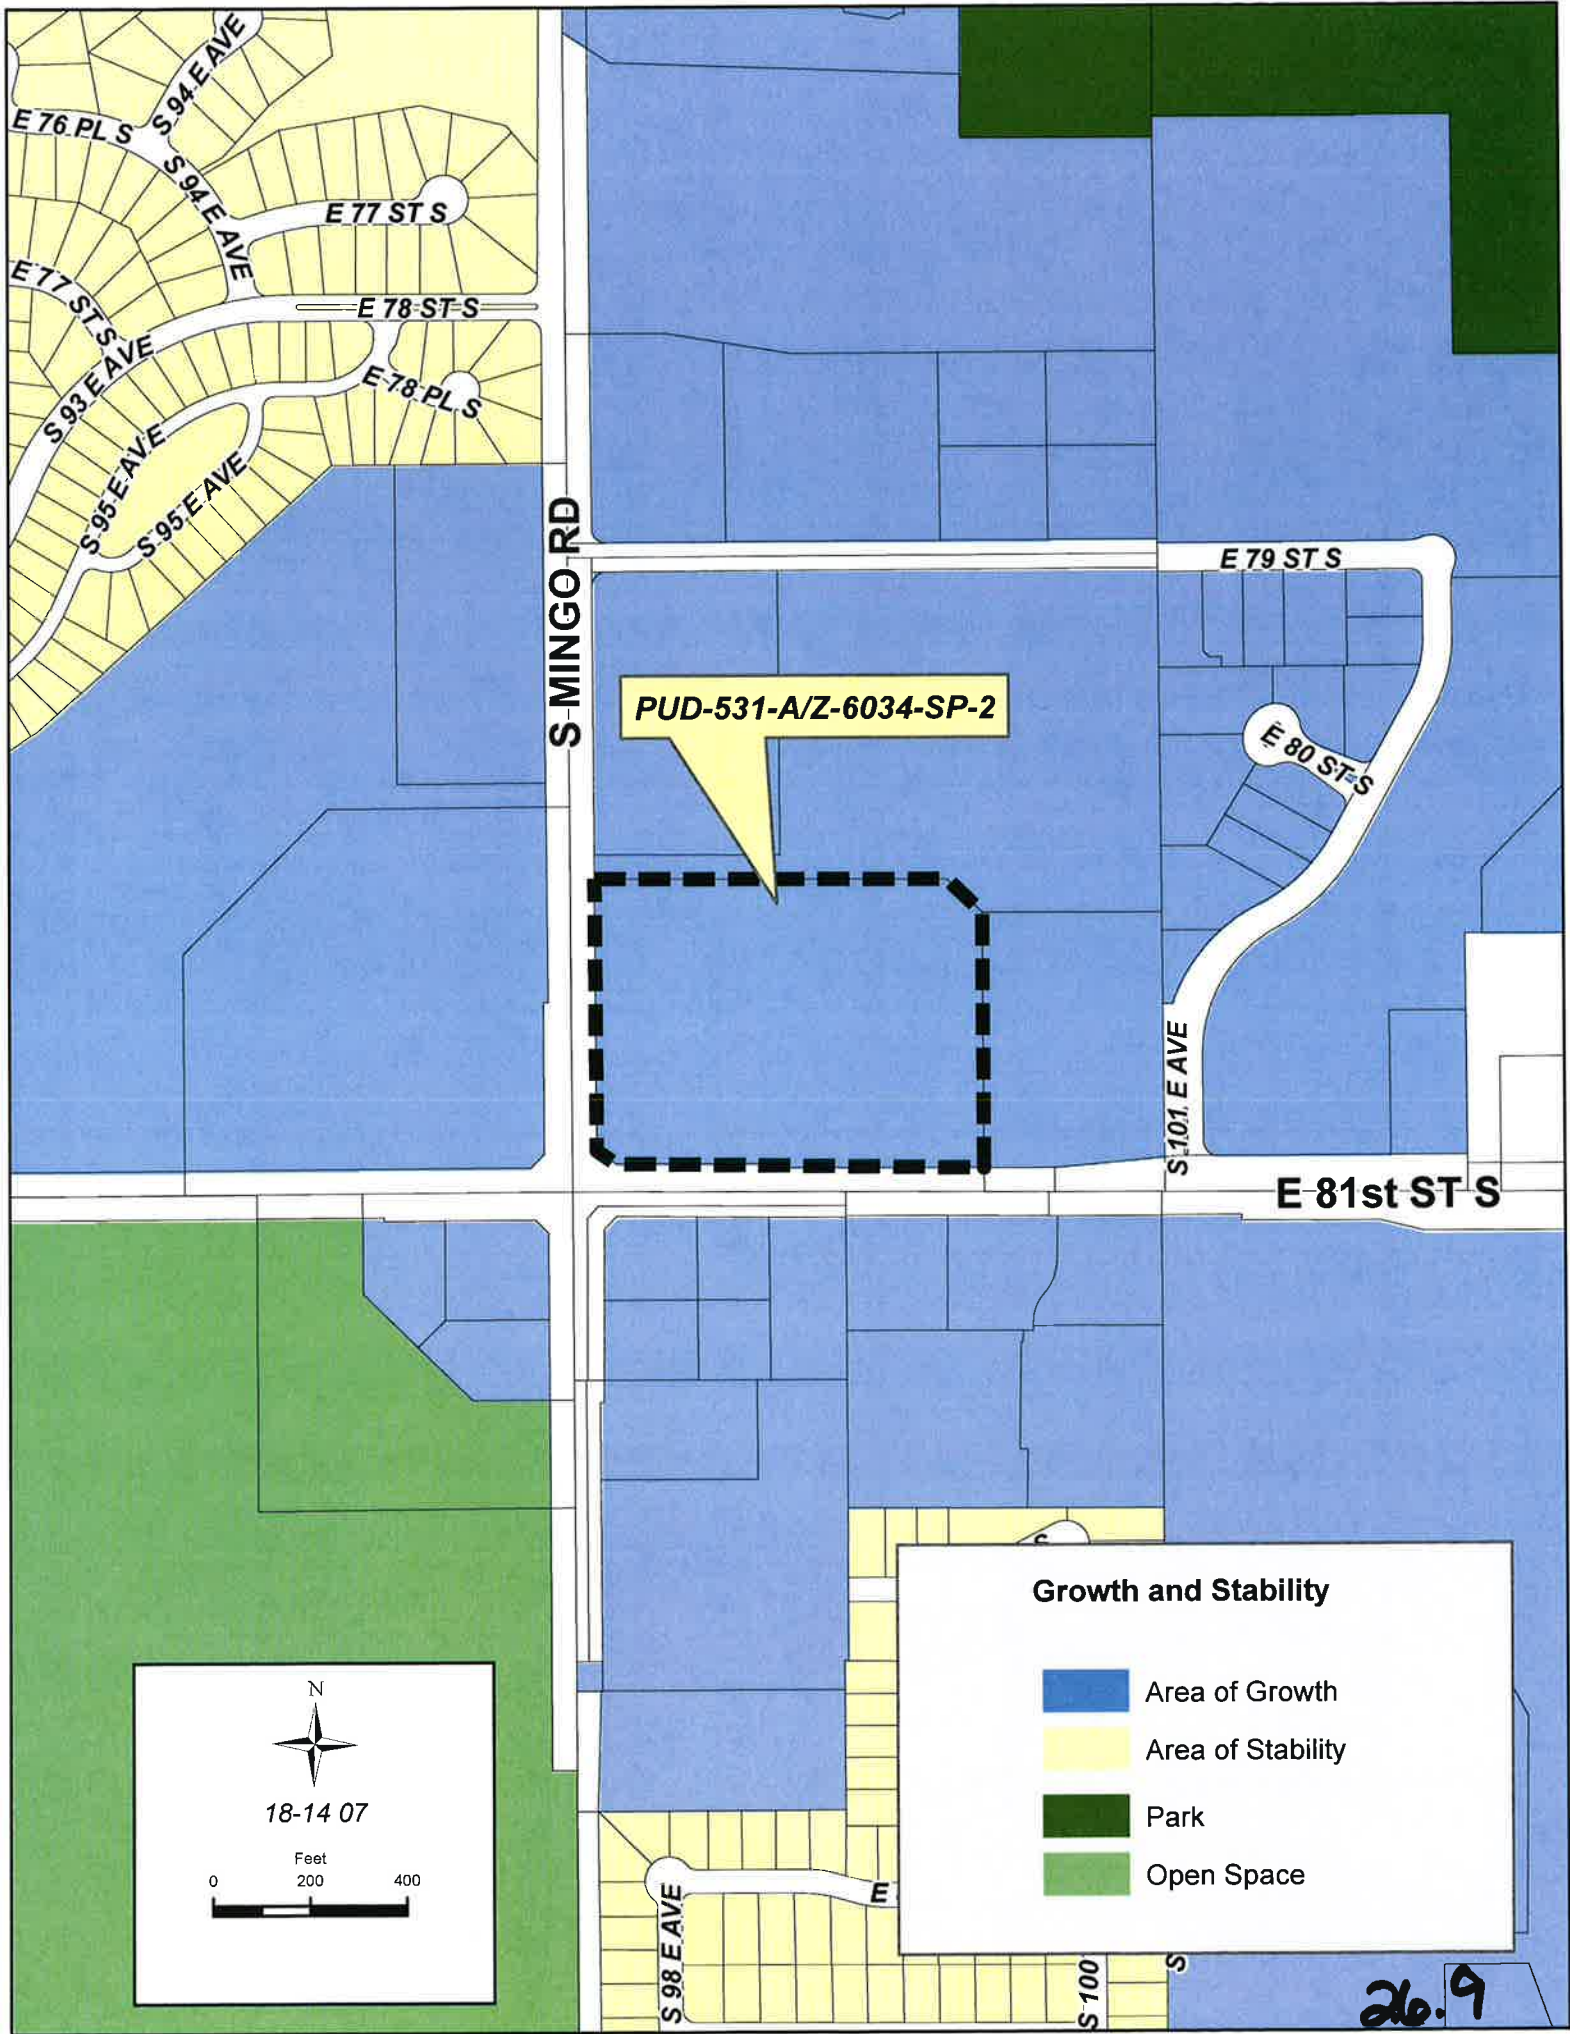 S 94 E AVE
E 76 PL S
S 94 E AVE
E 77 ST S
E 77 ST S
E 78 ST S
S 93 E AVE
E 78 PL S
S 95 E AVE
S 95 E AVE
S MINGO RD
E 79 ST S
PUD-531-A/Z-6034-SP-2
E 80 ST S
S 101 E AVE
E 81st ST S
S
Growth and Stability
Area of Growth
Area of Stability
Park
Open Space
N
18-14 07
Feet
0 200 400
E
S 98 E AVE
S 100
S
26.9